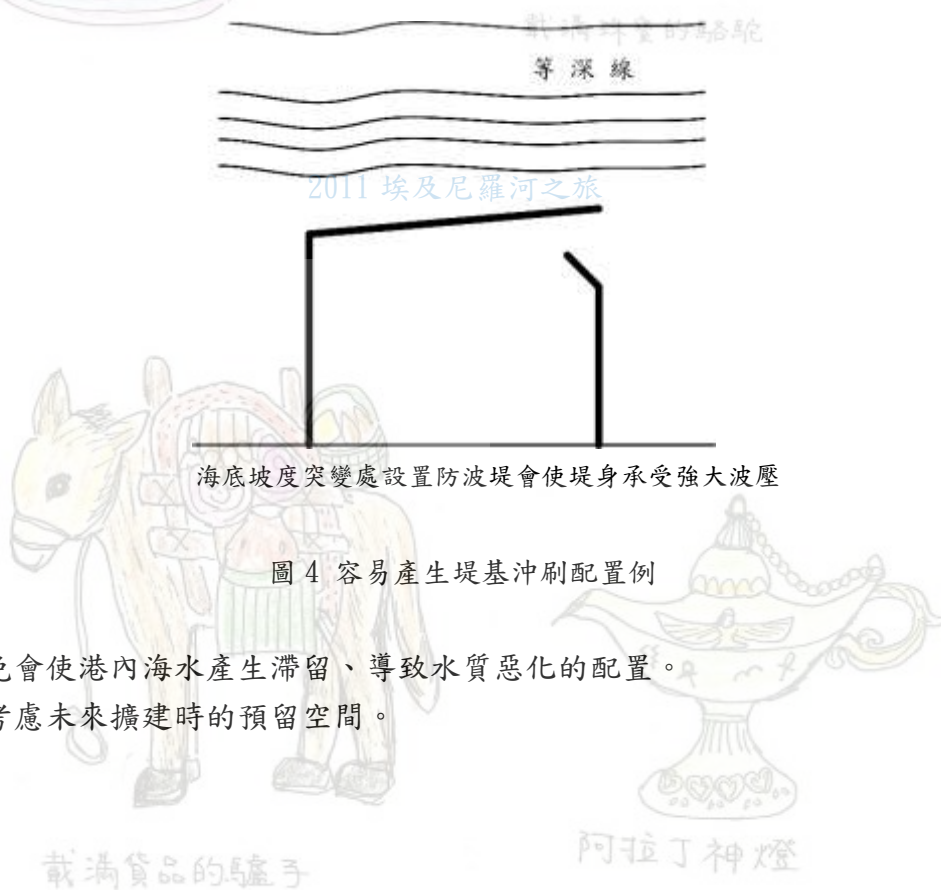 載滿珠寶的駱駝
等深線
2011 埃及尼羅河之旅
海底坡度突變處設置防波堤會使堤身承受強大波壓
圖 4 容易產生堤基沖刷配置例
會使港內海水產生滯留、導致水質惡化的配置。
考慮未來擴建時的預留空間。
載滿貨品的驢子
阿拉丁神燈